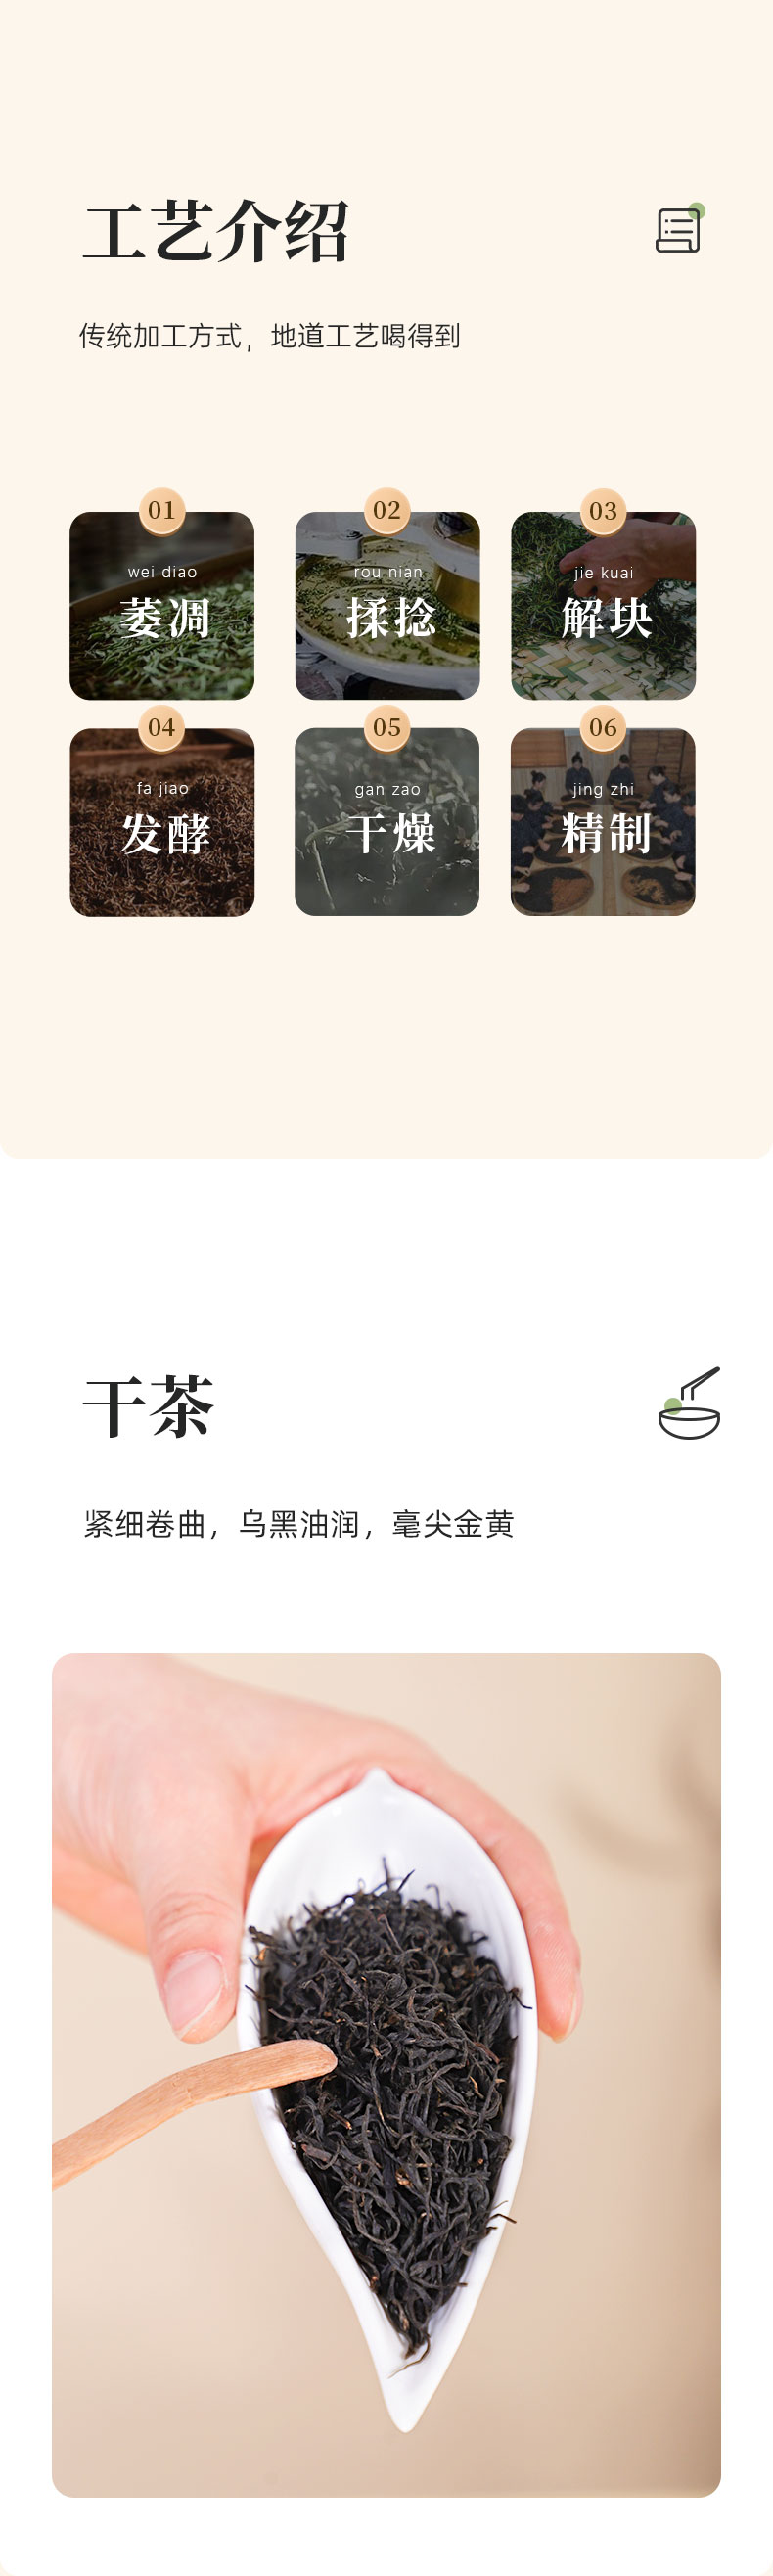 工艺介绍
传统加工方式，地道工艺喝得到
01
02
03
wei diao
rou nian
jie kuai
萎凋
揉捻
解块
04
05
06
fa jiao
gan zao
jing zhi
发酵
干燥
精制
干茶
紧细卷曲，乌黑油润，毫尖金黄